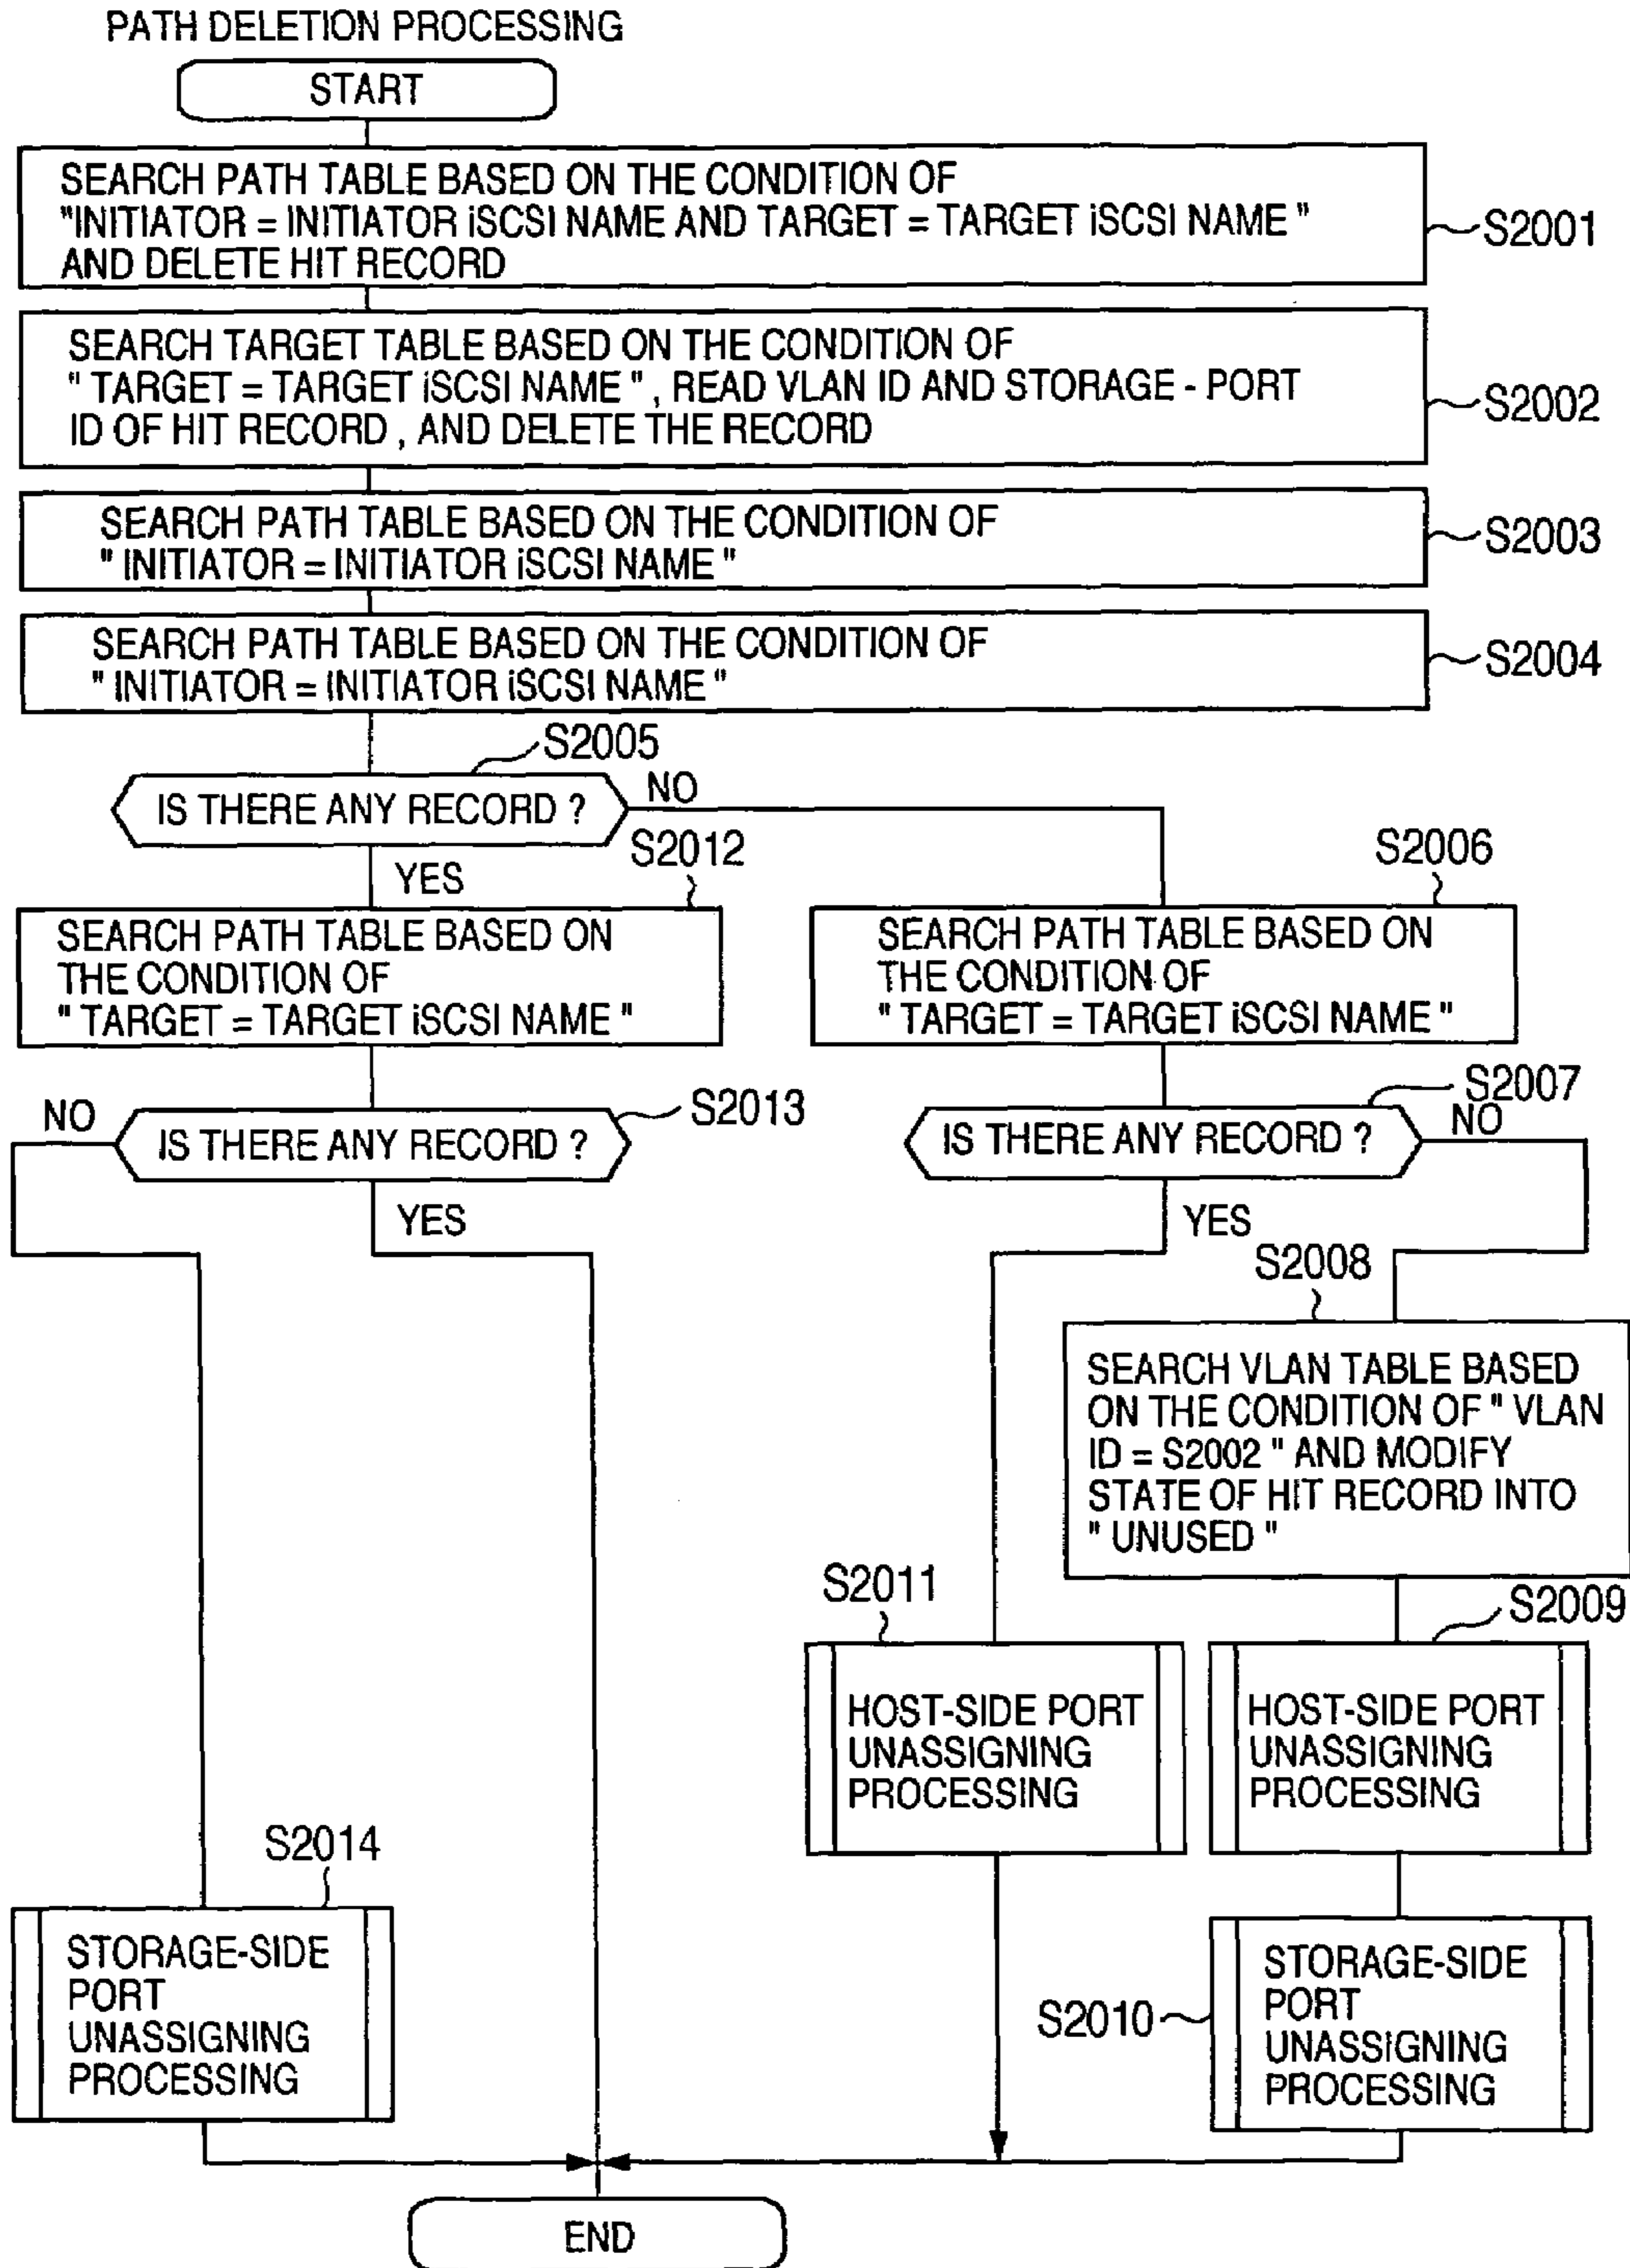 PATH DELETION PROCESSING
START
SEARCH PATH TABLE BASED ON THE CONDITION OF
"INITIATOR = INITIATOR iSCSI NAME AND TARGET = TARGET iSCSI NAME "
AND DELETE HIT RECORD
S2001
SEARCH TARGET TABLE BASED ON THE CONDITION OF
" TARGET = TARGET iSCSI NAME " , READ VLAN ID AND STORAGE - PORT
ID OF HIT RECORD , AND DELETE THE RECORD
S2002
SEARCH PATH TABLE BASED ON THE CONDITION OF
" INITIATOR = INITIATOR iSCSI NAME "
S2003
SEARCH PATH TABLE BASED ON THE CONDITION OF
" INITIATOR = INITIATOR iSCSI NAME "
S2004
S2005
IS THERE ANY RECORD ?
NO
YES
S2012
S2006
SEARCH PATH TABLE BASED ON
THE CONDITION OF
" TARGET = TARGET iSCSI NAME "
SEARCH PATH TABLE BASED ON
THE CONDITION OF
" TARGET = TARGET iSCSI NAME "
NO
IS THERE ANY RECORD ?
S2013
YES
S2007
IS THERE ANY RECORD ?
NO
YES
S2008
SEARCH VLAN TABLE BASED
ON THE CONDITION OF " VLAN
ID = S2002 " AND MODIFY
STATE OF HIT RECORD INTO
" UNUSED "
S2011
S2009
HOST-SIDE PORT
UNASSIGNING
PROCESSING
HOST-SIDE PORT
UNASSIGNING
PROCESSING
S2014
STORAGE-SIDE
PORT
UNASSIGNING
PROCESSING
S2010
STORAGE-SIDE
PORT
UNASSIGNING
PROCESSING
END